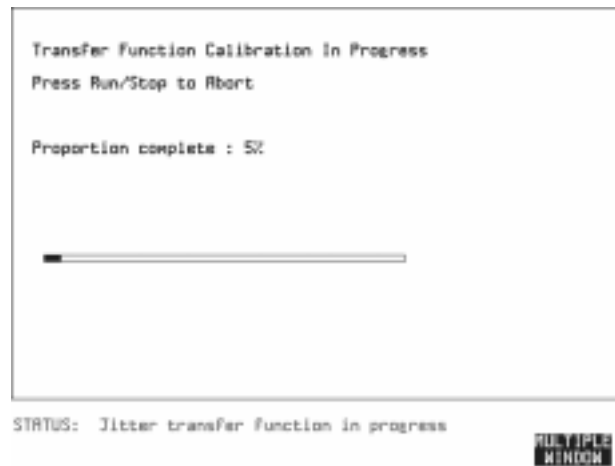 Transfer Function Calibration In Progress
Press Run/Stop to Abort
Proportion complete : 5%
STATUS: Jitter transfer function in progress
MULTIPLE
WINDOW